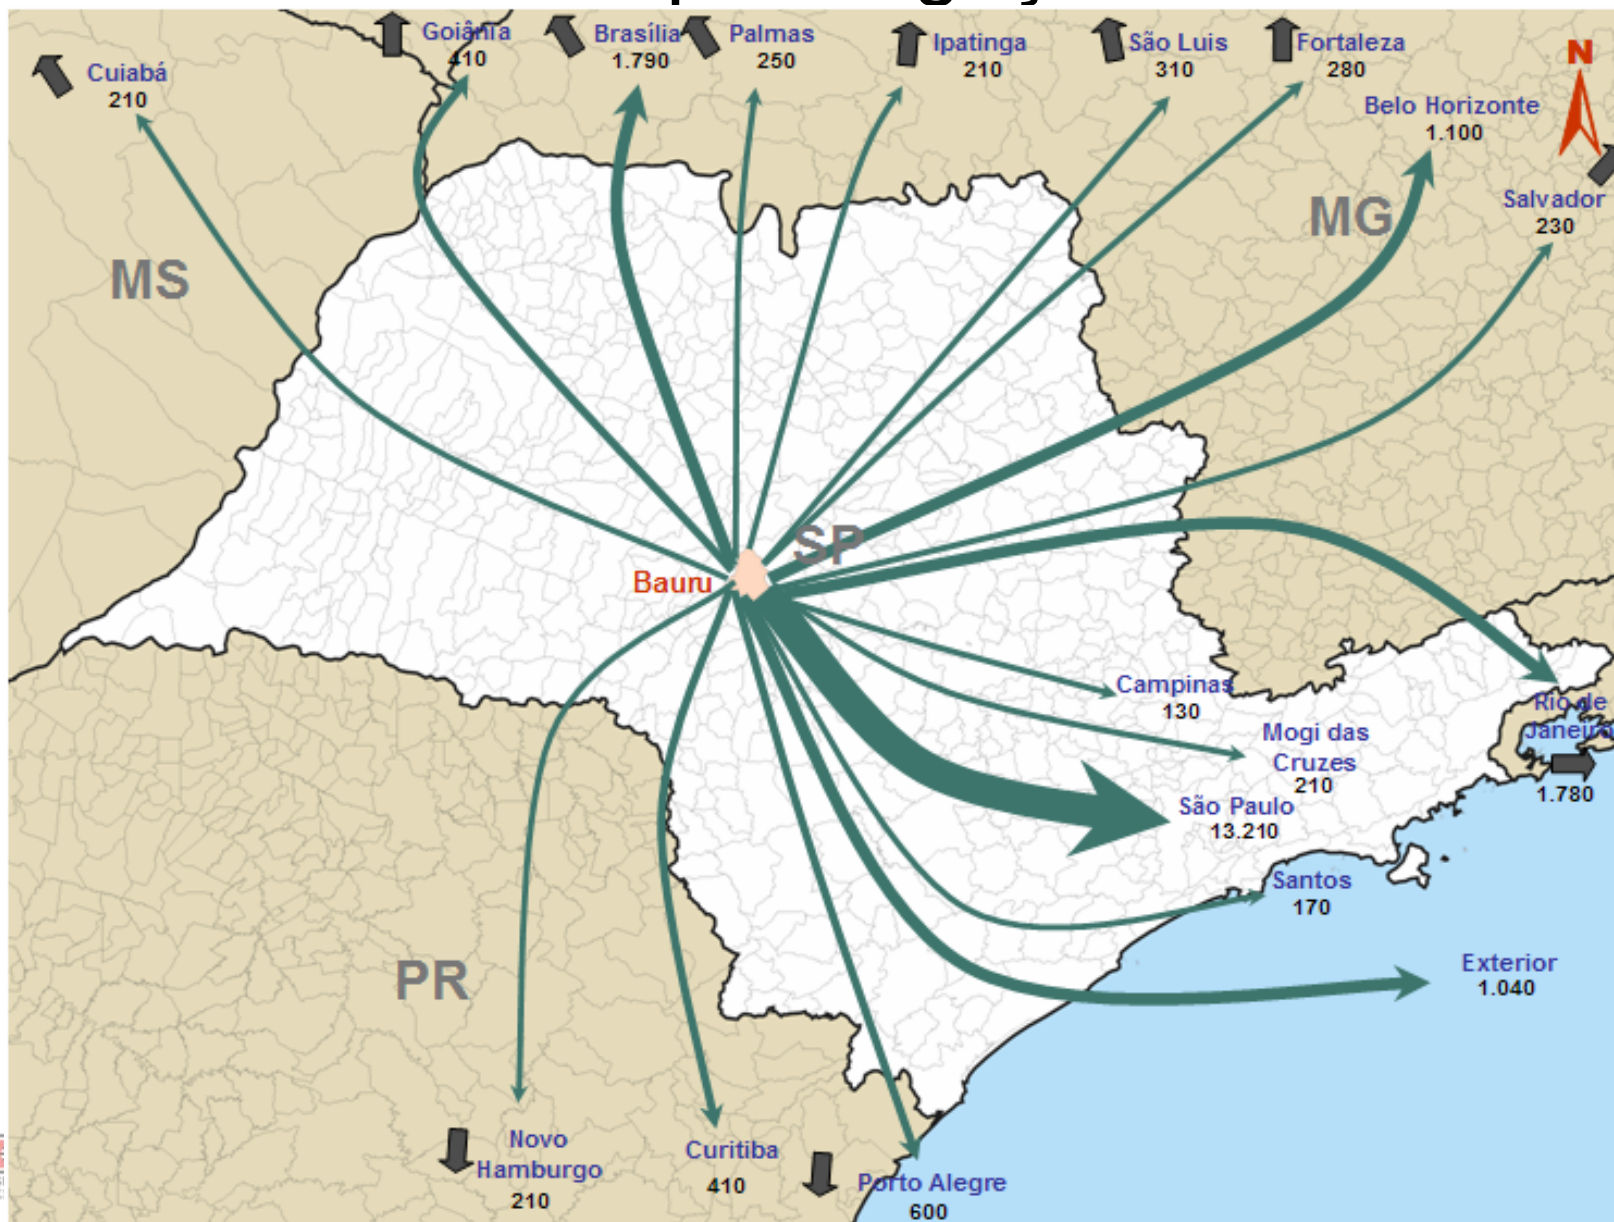 Goiânia
410
Brasília
1.790
Palmas
250
Ipatinga
210
São Luis
310
Fortaleza
280
Cuiabá
210
N
Belo Horizonte
1.100
Salvador
230
MG
MS
SP
Bauru
Campinas
130
Rio de
Janeiro
1.780
Mogi das
Cruzes
210
São Paulo
13.210
Santos
170
Exterior
1.040
PR
Novo
Hamburgo
210
Curitiba
410
Porto Alegre
600